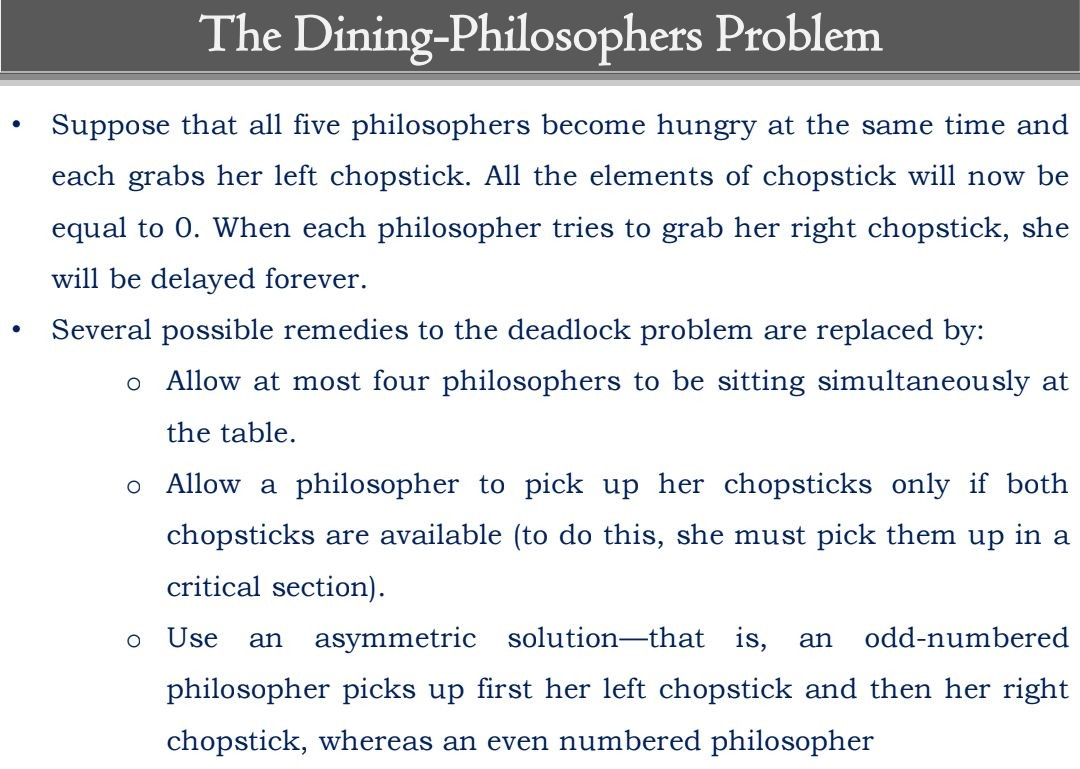 The Dining-Philosophers Problem
• Suppose that all five philosophers become hungry at the same time and
each grabs her left chopstick. All the elements of chopstick will now be
equal to 0. When each philosopher tries to grab her right chopstick, she
will be delayed forever.
• Several possible remedies to the deadlock problem are replaced by:
o Allow at most four philosophers to be sitting simultaneously at
the table.
o Allow a philosopher to pick up her chopsticks only if both
chopsticks are available (to do this, she must pick them up in a
critical section).
o Use an asymmetric solution—that is, an odd-numbered
philosopher picks up first her left chopstick and then her right
chopstick, whereas an even numbered philosopher